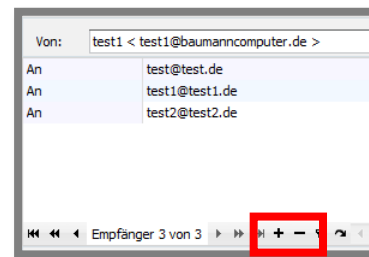 Von: test1 < test1@baumanncomputer.de >
An test@test.de
An test1@test1.de
An test2@test2.de
Empfänger 3 von 3